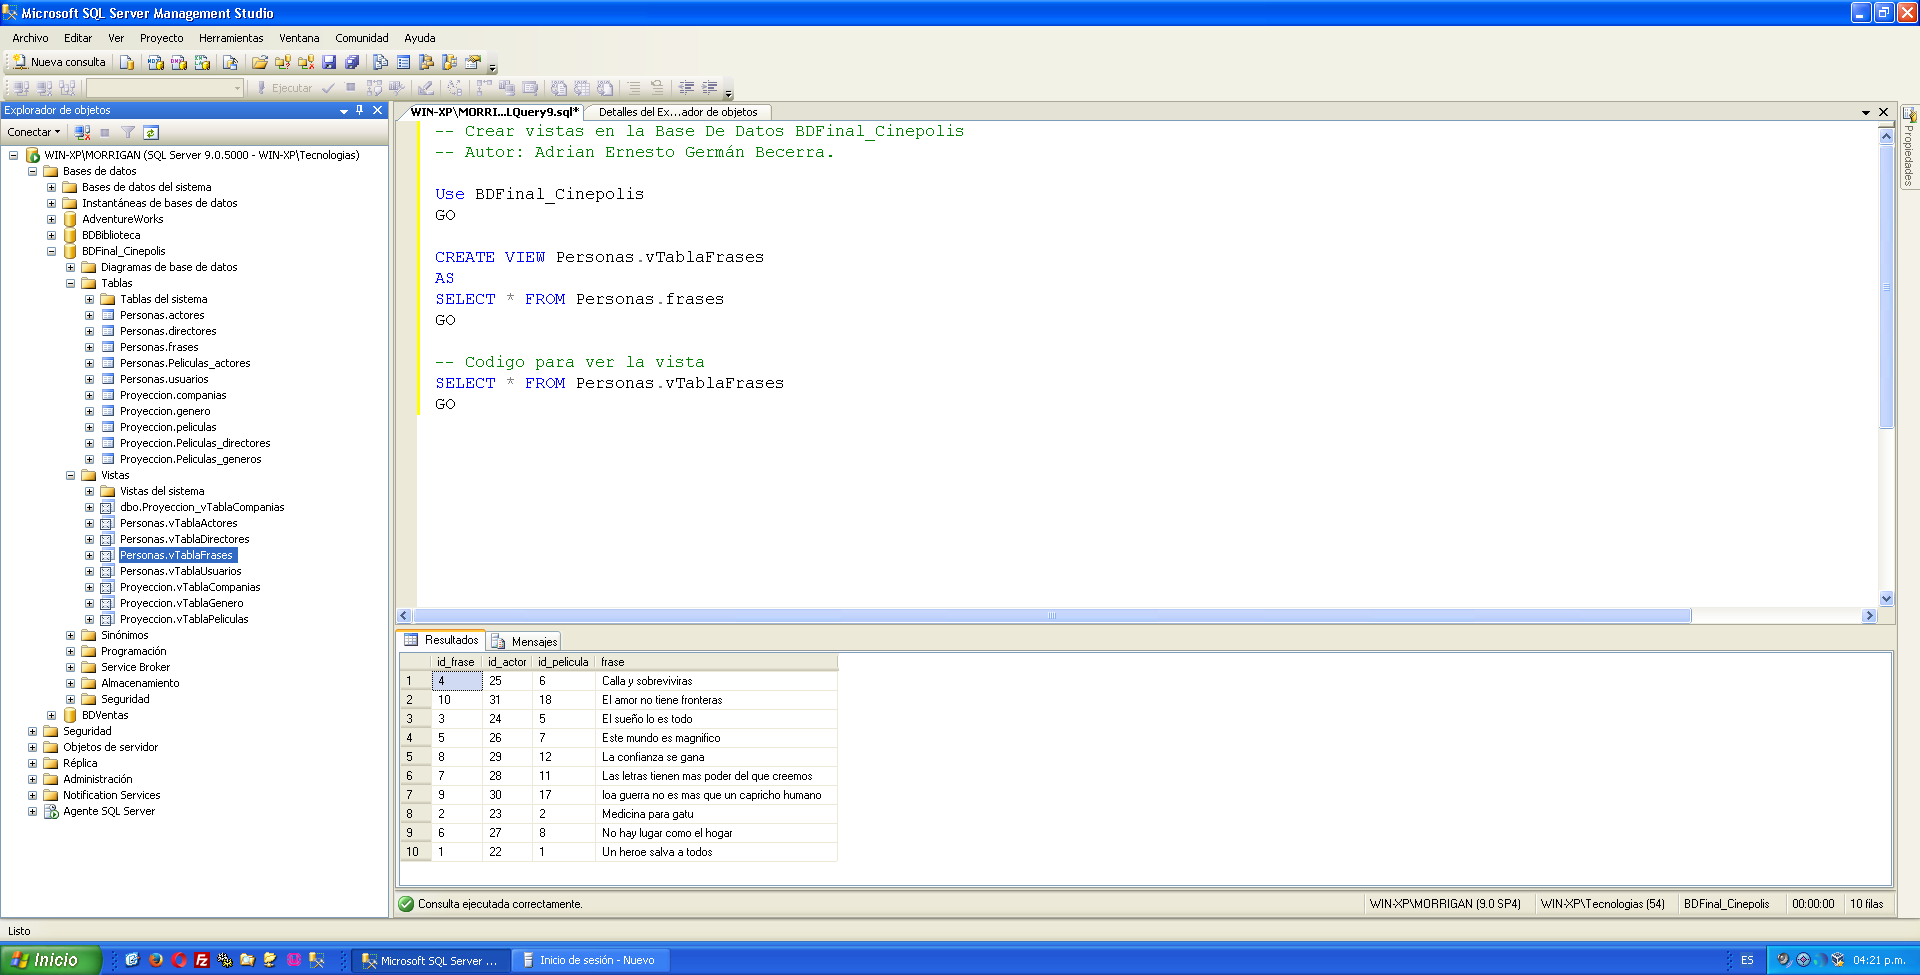 Microsoft SQL Server Management Studio
Archivo Editar Ver Proyecto Herramientas Ventana Comunidad Ayuda
Nueva consulta
Ejecutar
Explorador de objetos
Conectar
WIN-XP\MORRIGAN (SQL Server 9.0.5000 - WIN-XP\Tecnologias)
Bases de datos
Bases de datos del sistema
Instantáneas de bases de datos
AdventureWorks
BDBiblioteca
BDFinal_Cinepolis
Diagramas de base de datos
Tablas
Tablas del sistema
Personas.actores
Personas.directores
Personas.frases
Personas.Peliculas_actores
Personas.usuarios
Proyeccion.companias
Proyeccion.genero
Proyeccion.peliculas
Proyeccion.Peliculas_directores
Proyeccion.Peliculas_generos
Vistas
Vistas del sistema
dbo.Proyeccion_vTablaCompanias
Personas.vTablaActores
Personas.vTablaDirectores
Personas.vTablaFrases
Personas.vTablaUsuarios
Proyeccion.vTablaCompanias
Proyeccion.vTablaGenero
Proyeccion.vTablaPeliculas
Sinónimos
Programación
Service Broker
Almacenamiento
Seguridad
BDVentas
Seguridad
Objetos de servidor
Réplica
Administración
Notification Services
Agente SQL Server
WIN-XP\MORRI...LQuery9.sql* Detalles del Ex...ador de objetos
-- Crear vistas en la Base De Datos BDFinal_Cinepolis
-- Autor: Adrian Ernesto Germán Becerra.
Use BDFinal_Cinepolis
GO
CREATE VIEW Personas.vTablaFrases
AS
SELECT * FROM Personas.frases
GO
-- Codigo para ver la vista
SELECT * FROM Personas.vTablaFrases
GO
Propiedades
Resultados Mensajes
id_frase id_actor id_pelicula frase
1 4 25 6 Calla y sobreviviras
2 10 31 18 El amor no tiene fronteras
3 3 24 5 El sueño lo es todo
4 5 26 7 Este mundo es magnifico
5 8 29 12 La confianza se gana
6 7 28 11 Las letras tienen mas poder del que creemos
7 9 30 17 loa guerra no es mas que un capricho humano
8 2 23 2 Medicina para gatu
9 6 27 8 No hay lugar como el hogar
10 1 22 1 Un heroe salva a todos
Consulta ejecutada correctamente. WIN-XP\MORRIGAN (9.0 SP4) WIN-XP\Tecnologias (54) BDFinal_Cinepolis 00:00:00 10 filas
Listo
Inicio Microsoft SQL Server ... Inicio de sesión - Nuevo ES 04:21 p.m.